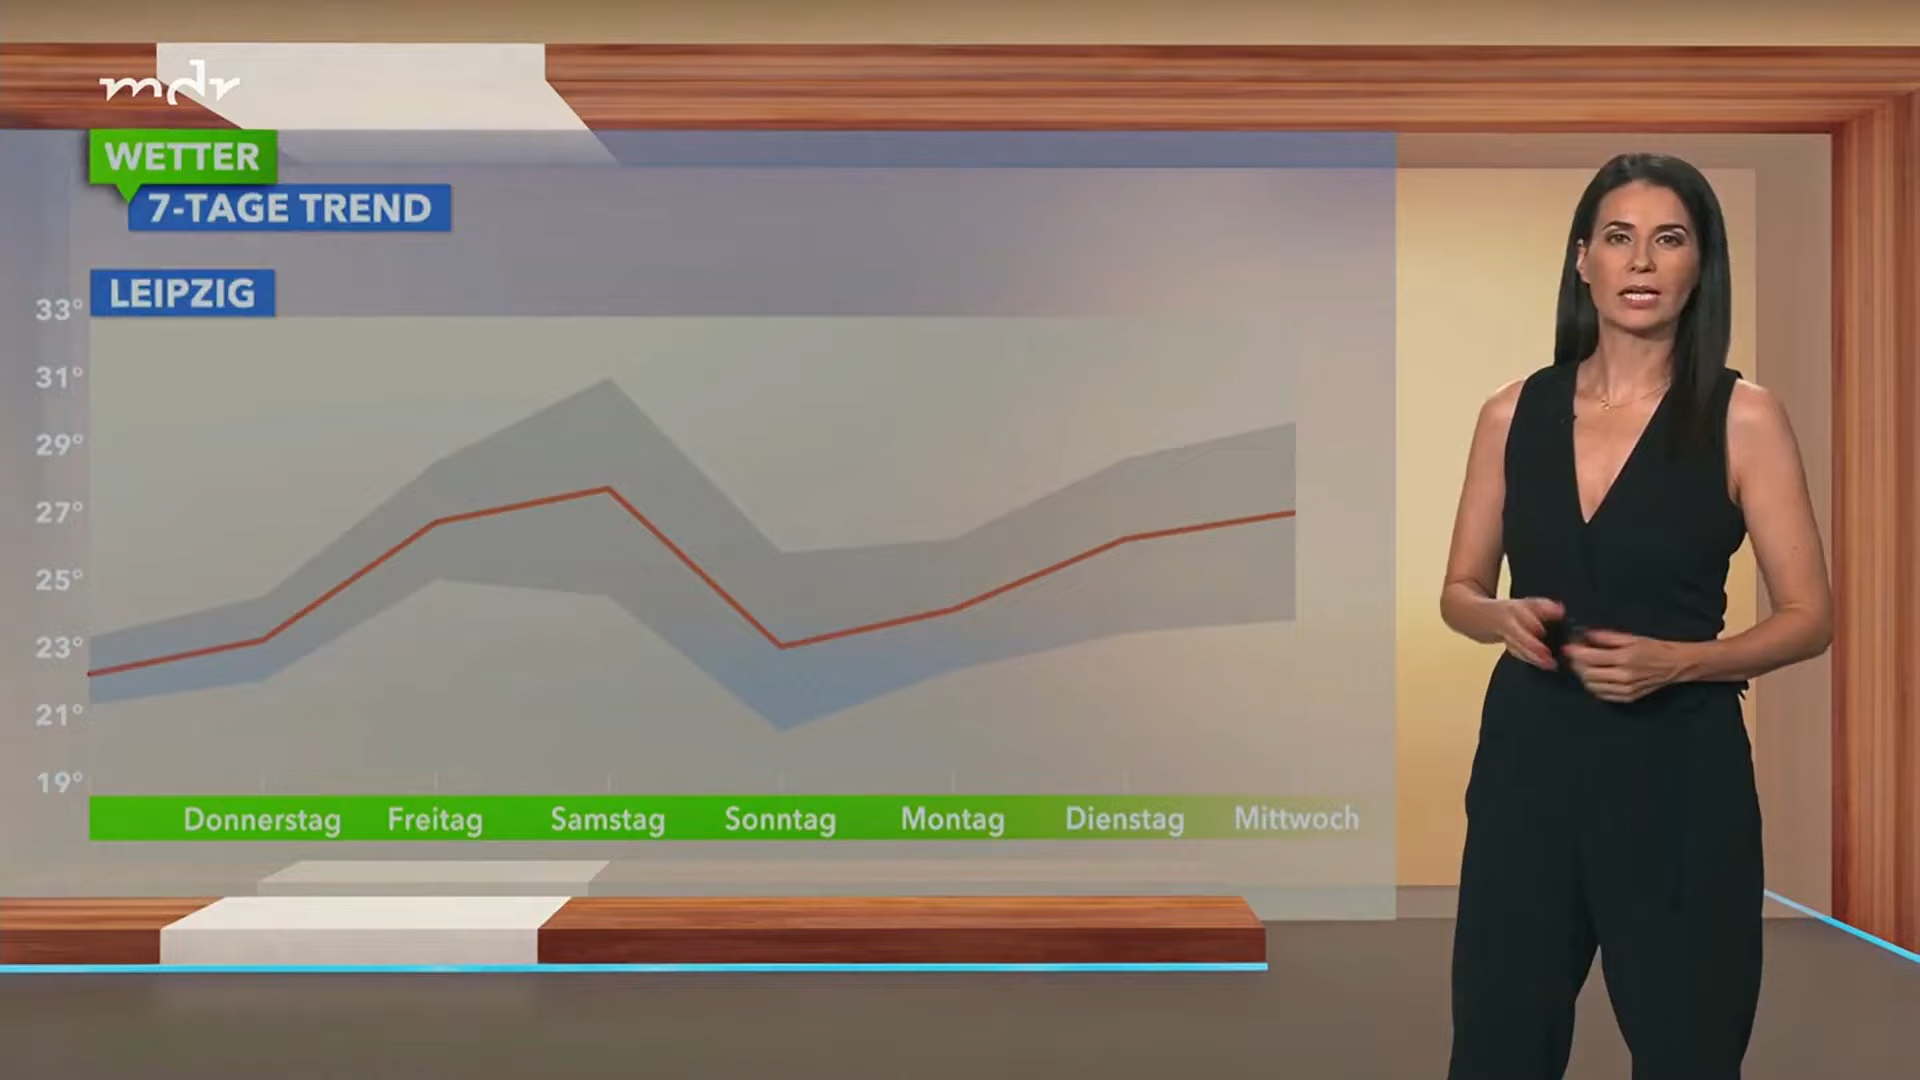 mdr
WETTER
7-TAGE TREND
LEIPZIG
33°
31°
29°
27°
25°
23°
21°
19°
Donnerstag Freitag Samstag Sonntag Montag Dienstag Mittwoch